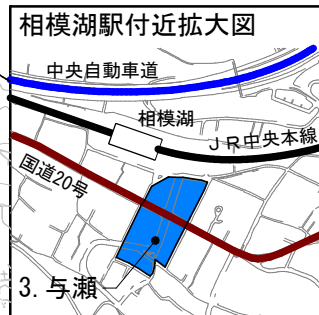 相模湖駅付近拡大図
中央自動車道
相模湖
ＪＲ中央本線
国道20号
3. 与瀬